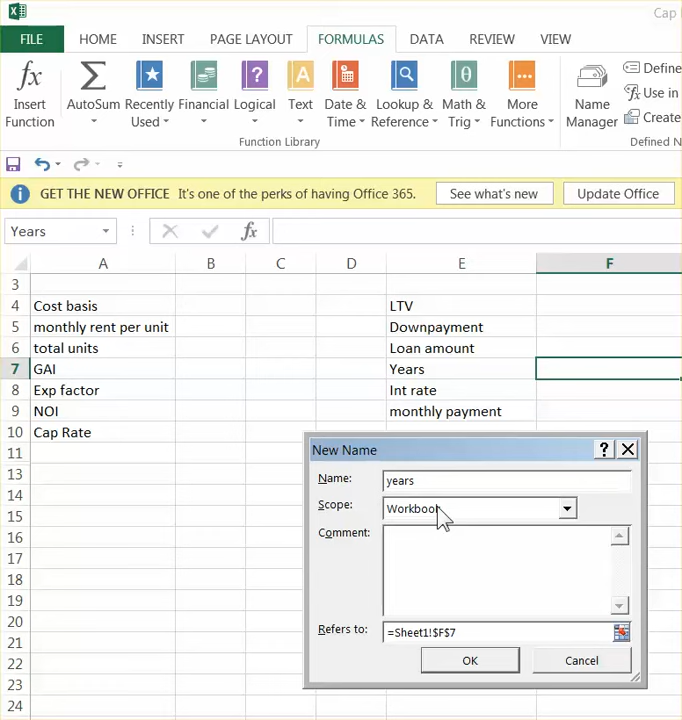 Cap
FILE HOME INSERT PAGE LAYOUT FORMULAS DATA REVIEW VIEW
fx Σ ? A θ
Insert Function
AutoSum
Recently Used
Financial
Logical
Text
Date & Time
Lookup & Reference
Math & Trig
More Functions
Name Manager
Define
Use in
Create
Function Library
Defined N
GET THE NEW OFFICE It's one of the perks of having Office 365. See what's new Update Office
Years fx
A B C D E F
3
4 Cost basis LTV
5 monthly rent per unit Downpayment
6 total units Loan amount
7 GAI Years
8 Exp factor Int rate
9 NOI monthly payment
10 Cap Rate
11
13
14
15
16
17
18
19
20
21
22
23
24
New Name ?
Name: years
Scope: Workbook
Comment:
Refers to: =Sheet1!$F$7
OK Cancel